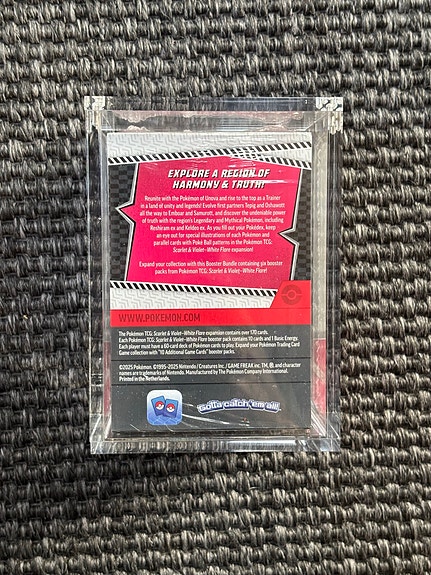 EXPLORE A REGION OF
HARMONY & TRUTH!
Reunite with the Pokémon of Unova and rise to the top as a Trainer
in a land of unity and legends! Evolve first partners Tepig and Oshawott
all the way to Emboar and Samurott, and discover the undeniable power
of truth with the region's Legendary and Mythical Pokémon, including
Reshiram ex and Keldeo ex. As you fill out your Pokédex, keep
an eye out for special illustrations of each Pokémon and
parallel cards with Poké Ball patterns in the Pokémon TCG:
Scarlet & Violet—White Flare expansion!
Expand your collection with this Booster Bundle containing six booster
packs from Pokémon TCG: Scarlet & Violet—White Flare!
WWW.POKEMON.COM
The Pokémon TCG: Scarlet & Violet—White Flare expansion contains over 170 cards.
Each Pokémon TCG: Scarlet & Violet—White Flare booster pack contains 10 cards and 1 Basic Energy.
Each player must have a 60-card deck of Pokémon cards to play. Expand your Pokémon Trading Card
Game collection with "10 Additional Game Cards" booster packs.
©2025 Pokémon. ©1995-2025 Nintendo / Creatures Inc. / GAME FREAK inc. TM, ®, and character
names are trademarks of Nintendo. Manufactured by The Pokémon Company International.
Printed in the Netherlands.
Gotta catch 'em all!